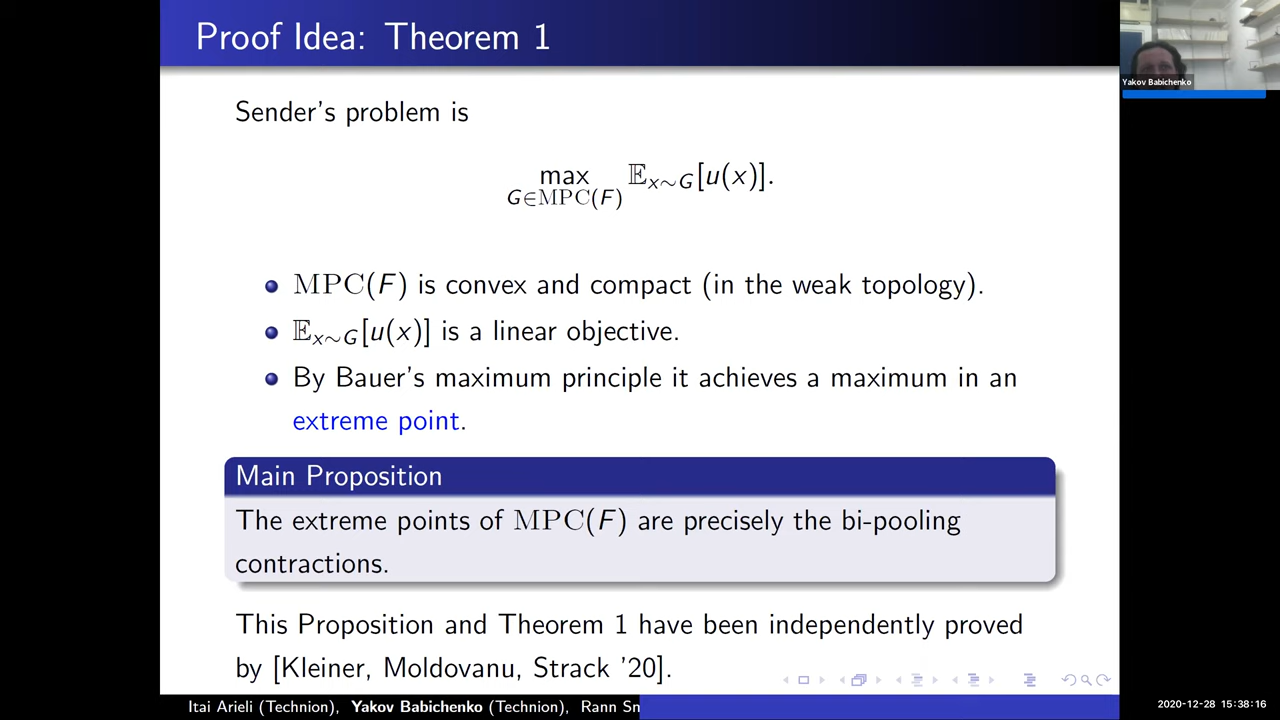 Proof Idea: Theorem 1
Yakov Babichenko
Sender's problem is
max E_{x∼G}[u(x)].
G∈MPC(F)
MPC(F) is convex and compact (in the weak topology).
𝔼_{x∼G}[u(x)] is a linear objective.
By Bauer's maximum principle it achieves a maximum in an
extreme point.
Main Proposition
The extreme points of MPC(F) are precisely the bi-pooling
contractions.
This Proposition and Theorem 1 have been independently proved
by [Kleiner, Moldovanu, Strack '20].
Itai Arieli (Technion), Yakov Babichenko (Technion), Rann
2020-12-28 15:38:16